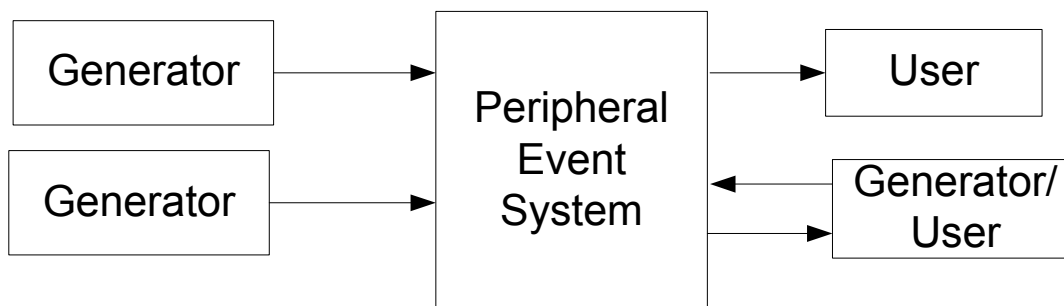 Generator
Generator
Peripheral
Event
System
User
Generator/
User